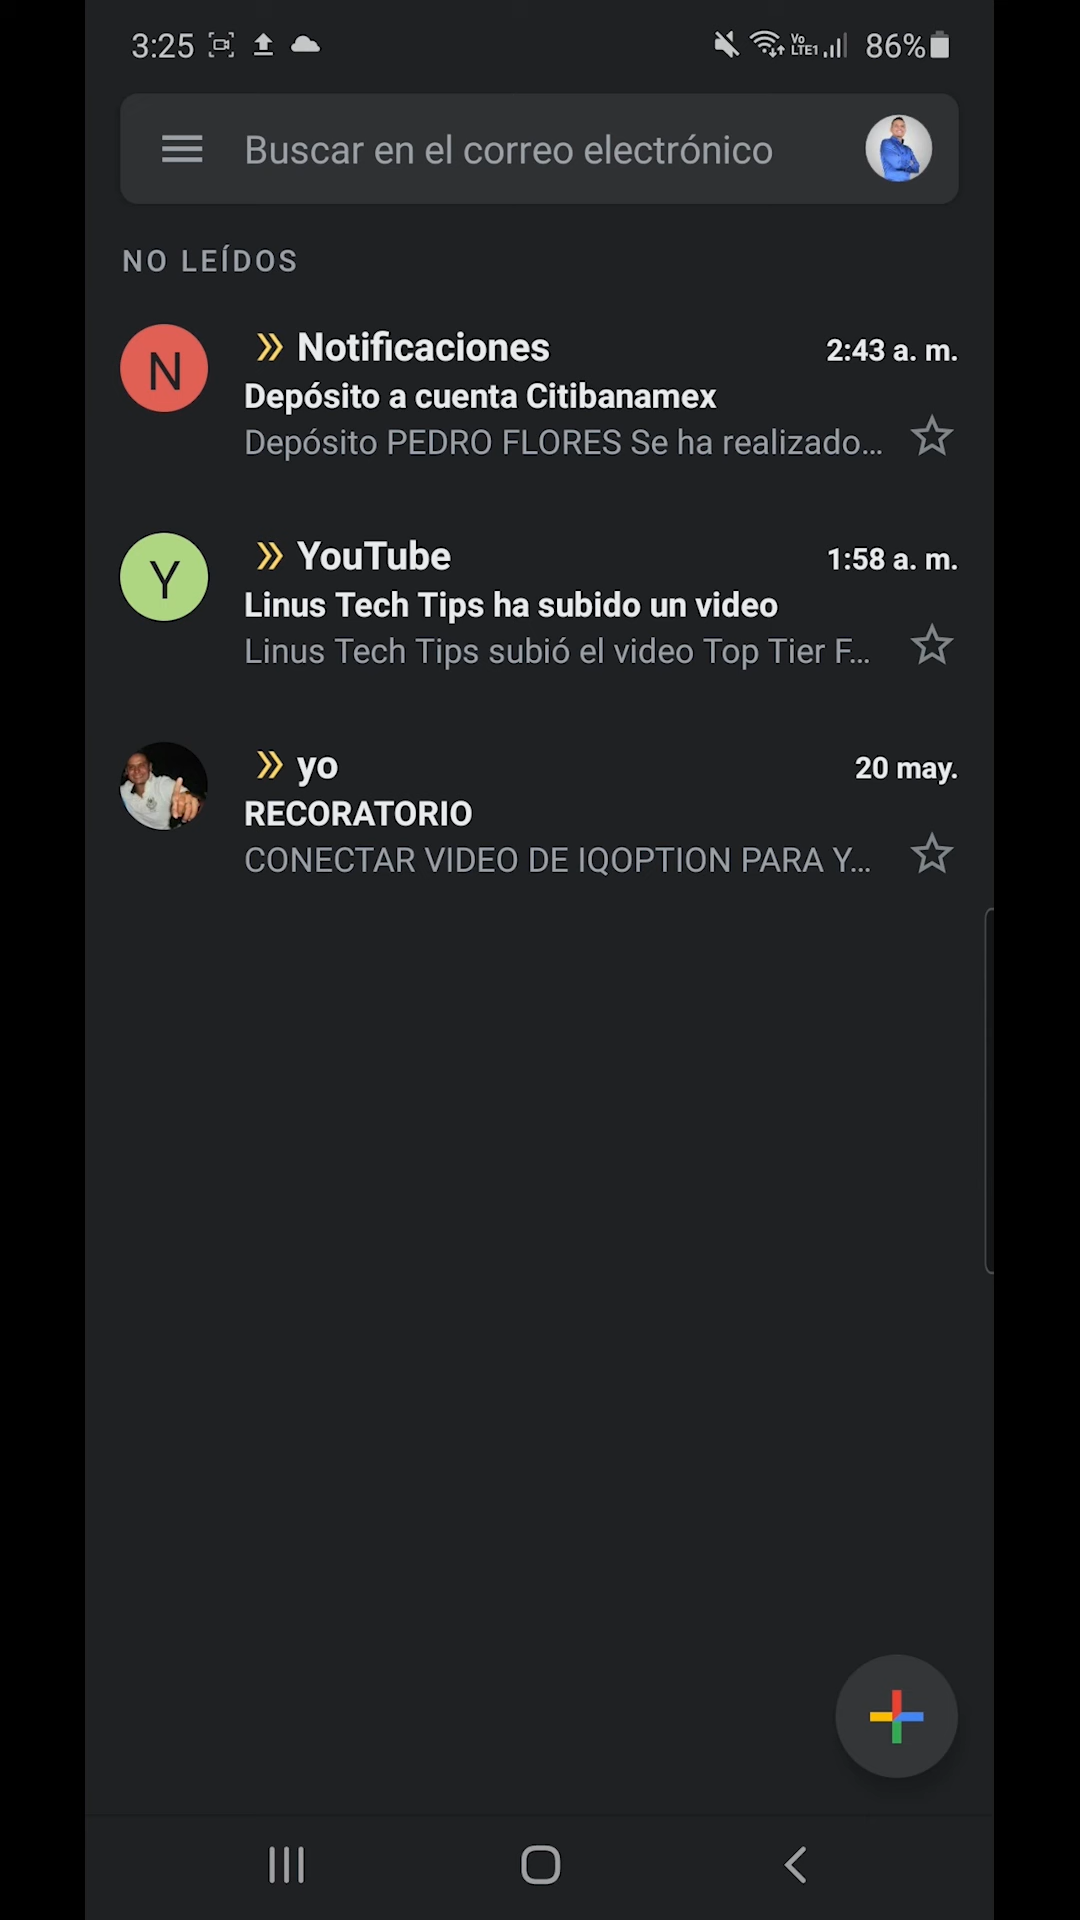 3:25 Vo LTE1 86%
Buscar en el correo electrónico
NO LEÍDOS
N
Notificaciones 2:43 a. m.
Depósito a cuenta Citibanamex
Depósito PEDRO FLORES Se ha realizado...
Y
YouTube 1:58 a. m.
Linus Tech Tips ha subido un video
Linus Tech Tips subió el video Top Tier F...
yo 20 may.
RECORATORIO
CONECTAR VIDEO DE IQOPTION PARA Y...